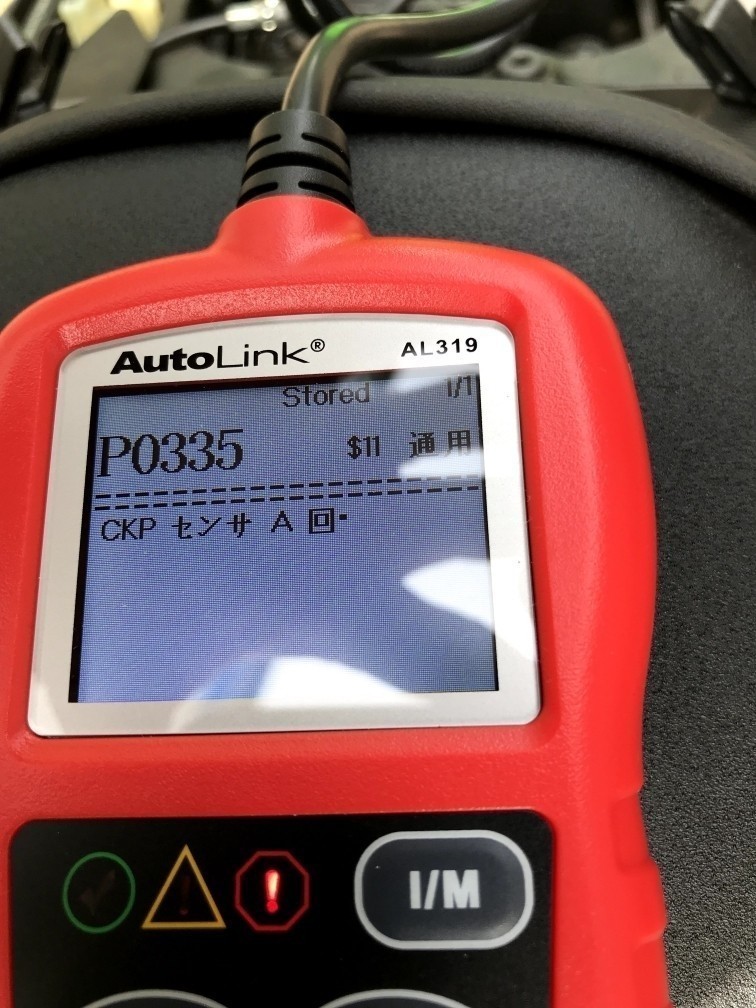 AutoLink® AL319
Stored 1/1
P0335 $11 通用
CKP センサ A 回
I/M